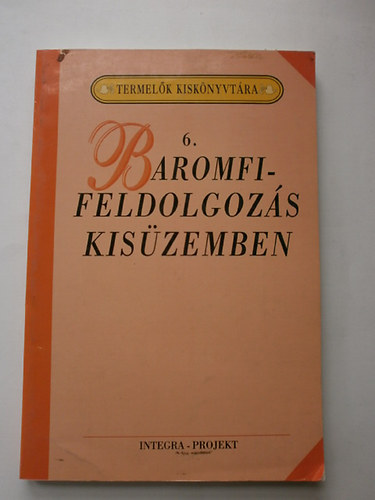 TERMELŐK KISKÖNYVTÁRA
6.
BAROMFI-
FELDOLGOZÁS
KISÜZEMBEN
INTEGRA-PROJEKT